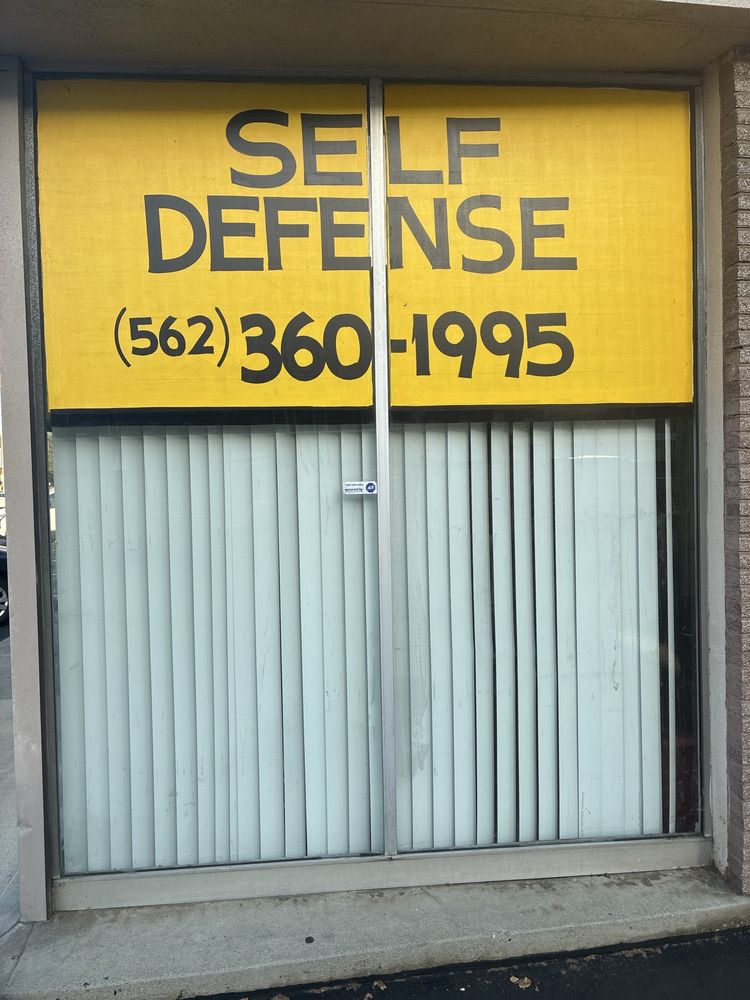 SELF
DEFENSE
(562) 360-1995